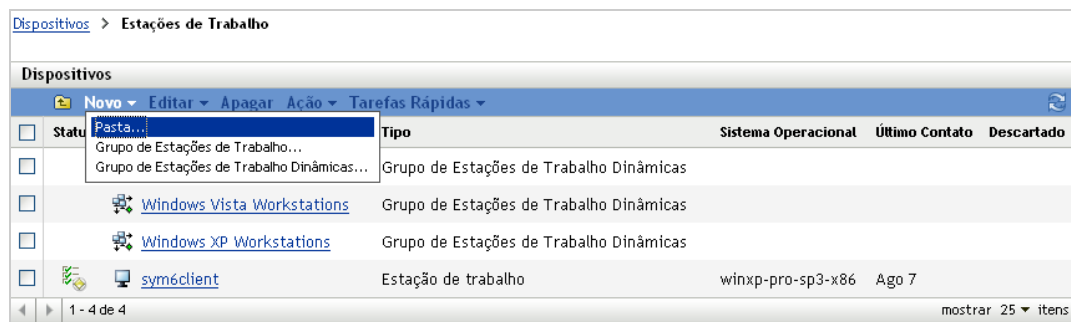 Dispositivos > Estações de Trabalho
Dispositivos
Novo Editar Apagar Ação Tarefas Rápidas
Statu Tipo Sistema Operacional Último Contato Descartado
Pasta...
Grupo de Estações de Trabalho...
Grupo de Estações de Trabalho Dinâmicas...
Grupo de Estações de Trabalho Dinâmicas
Windows Vista Workstations Grupo de Estações de Trabalho Dinâmicas
Windows XP Workstations Grupo de Estações de Trabalho Dinâmicas
sym6client Estação de trabalho winxp-pro-sp3-x86 Ago 7
1 - 4 de 4 mostrar 25 itens